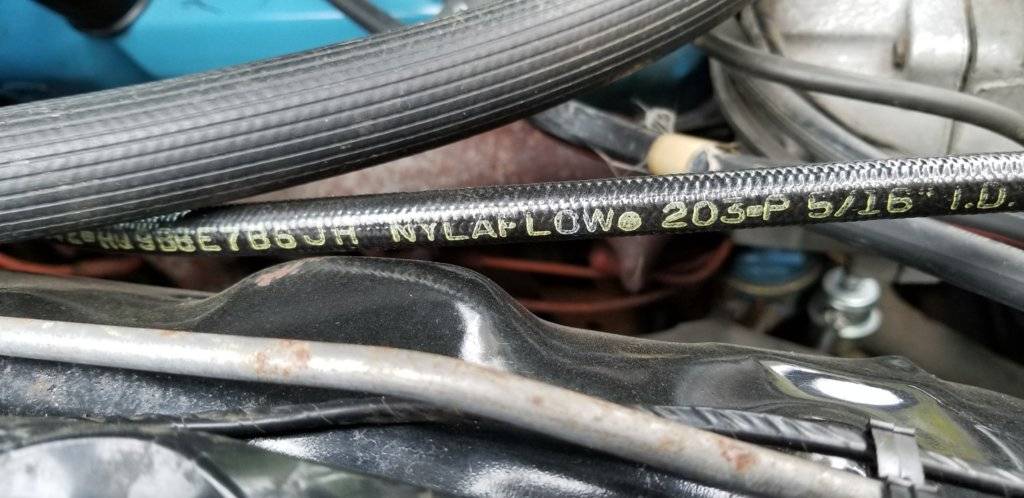 NYLAFLOW® 203-P 5/16" I.D.